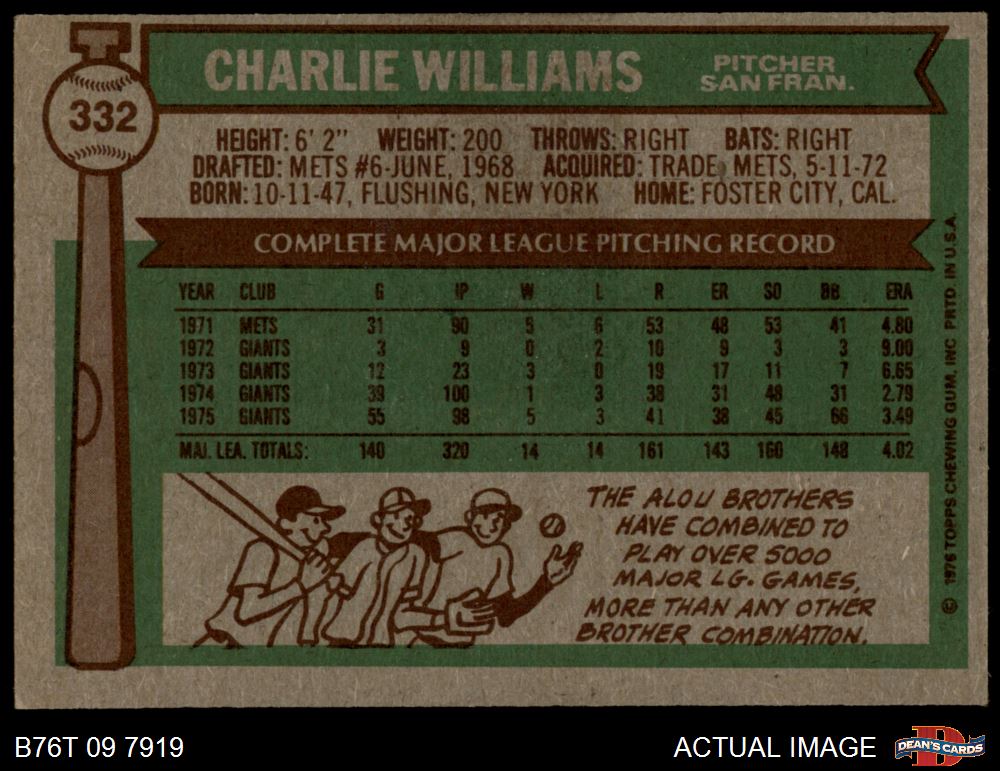 CHARLIE WILLIAMS
PITCHER
SAN FRAN.
332
HEIGHT: 6' 2" WEIGHT: 200 THROWS: RIGHT BATS: RIGHT
DRAFTED: METS #6-JUNE, 1968 ACQUIRED: TRADE, METS, 5-11-72
BORN: 10-11-47, FLUSHING, NEW YORK HOME: FOSTER CITY, CAL.
COMPLETE MAJOR LEAGUE PITCHING RECORD
YEAR CLUB G IP W L R ER SO BB ERA
1971 METS 31 90 5 6 53 48 53 41 4.80
1972 GIANTS 3 9 0 2 10 9 3 3 9.00
1973 GIANTS 12 23 3 0 19 17 11 7 6.65
1974 GIANTS 39 100 1 3 38 31 48 31 2.79
1975 GIANTS 55 98 5 3 41 38 45 66 3.49
MAJ. LEA. TOTALS: 140 320 14 14 161 143 160 148 4.02
THE ALOU BROTHERS
HAVE COMBINED TO
PLAY OVER 5000
MAJOR LG. GAMES,
MORE THAN ANY OTHER
BROTHER COMBINATION.
© 1976 TOPPS CHEWING GUM, INC PRTD. IN U.S.A.
B76T 09 7919
ACTUAL IMAGE
D
DEAN'S CARDS